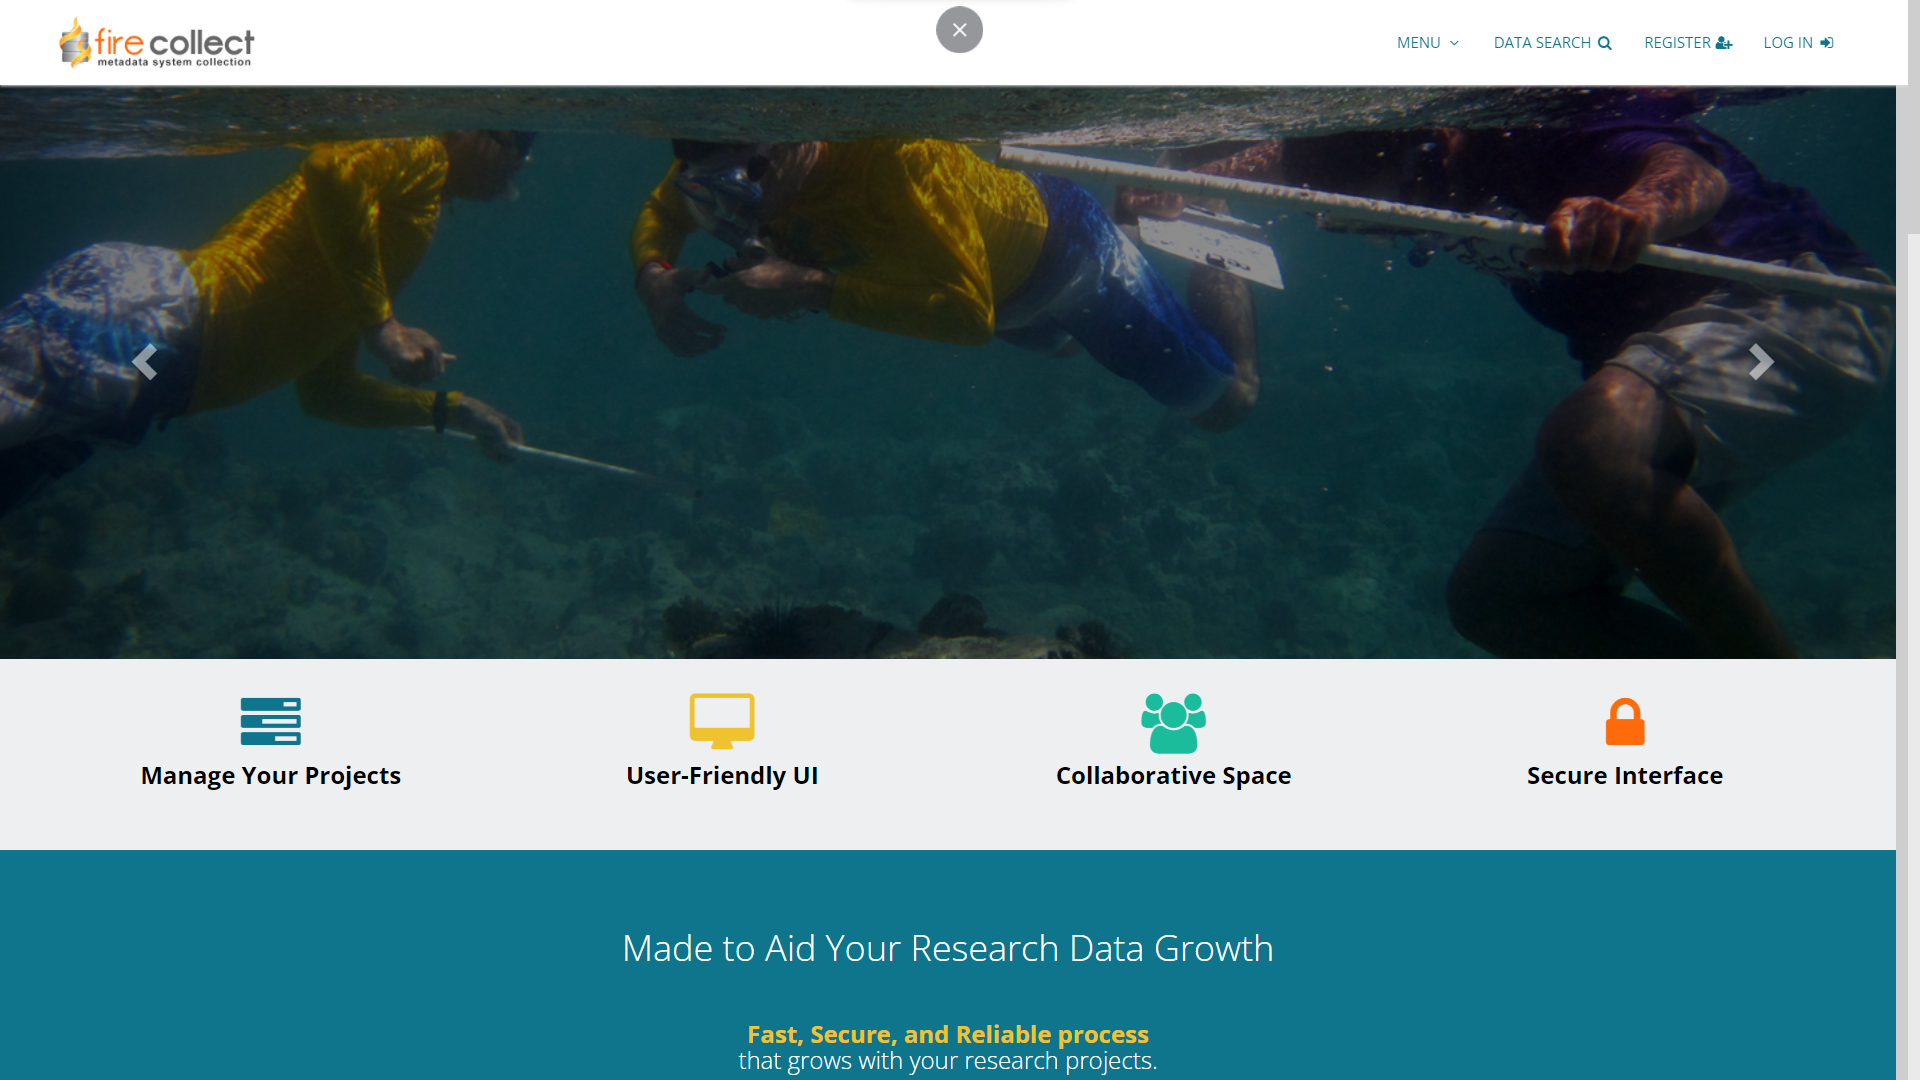 fire collect
metadata system collection
MENU
DATA SEARCH
REGISTER
LOG IN
Manage Your Projects
User-Friendly UI
Collaborative Space
Secure Interface
Made to Aid Your Research Data Growth
Fast, Secure, and Reliable process
that grows with your research projects.